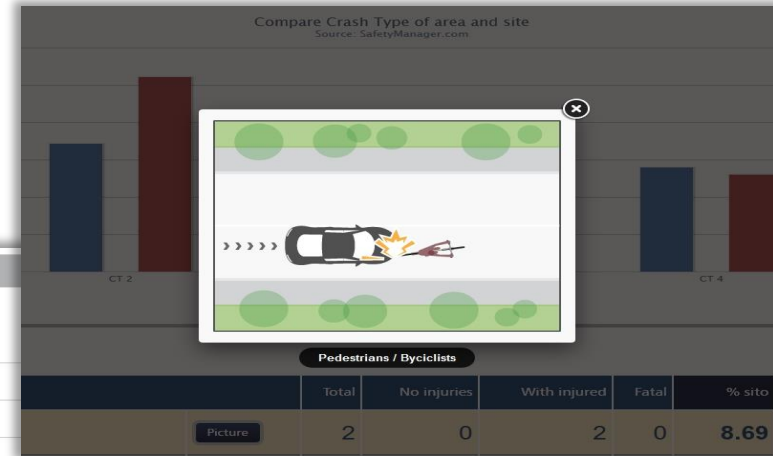 Compare Crash Type of area and site
Source: SafetyManager.com
CT 2
CT 4
Pedestrians / Byciclists
Total No injuries With injured Fatal % sito
Picture 2 0 2 0 8.69